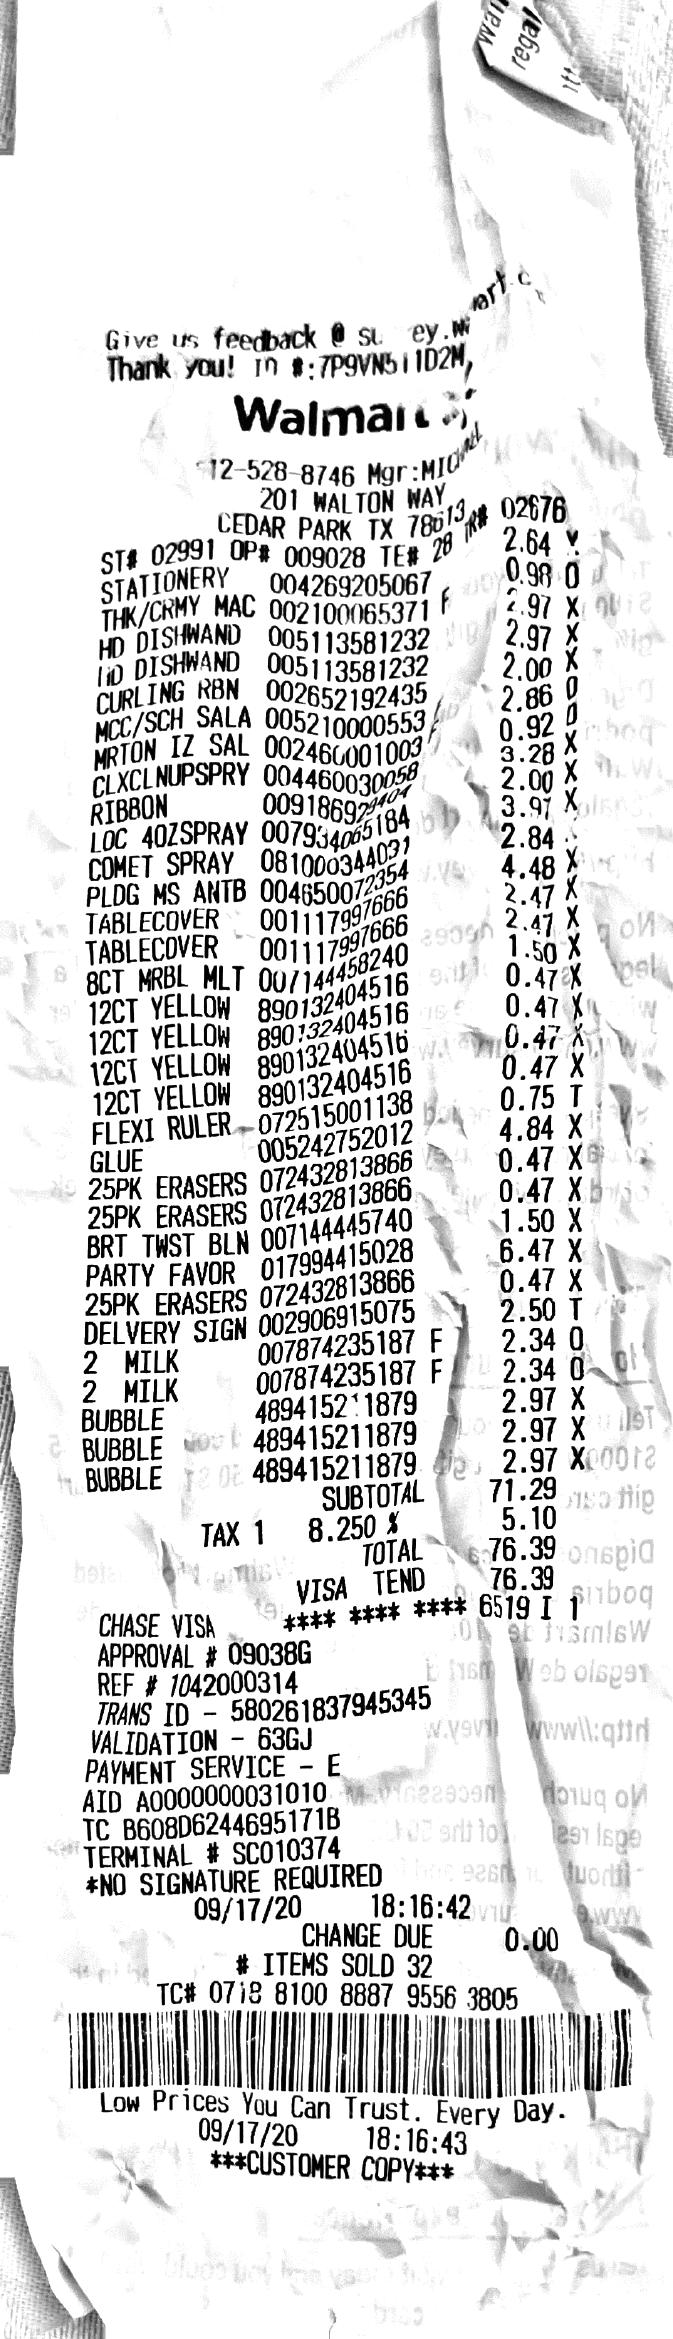 wal
regal
Give us feedback @ ey.w art.c
Thank you! #:7P9VN5 1D2M
Walmart
12-528-8746 Mgr:MICHAEL
201 WALTON WAY
CEDAR PARK TX 78613
ST# 02991 OP# 009028 TE# 28 TR# 02676
STATIONERY 004269205067 2.64 X
THK/CRMY MAC 002100065371 F 0.98 O
HD DISHWAND 005113581232 2.97 X
HD DISHWAND 005113581232 2.97 X
CURLING RBN 002652192435 2.00 X
MCC/SCH SALA 005210000553 F 2.86 O
MRTON IZ SAL 002460001003 F 0.92 O
CLXCLNUPSPRY 004460030058 3.28 X
RIBBON 009186929404 2.00 X
LOC 40ZSPRAY 007934065184 3.97 X
COMET SPRAY 081000344031 2.84
PLDG MS ANTB 004650072354 4.48 X
TABLECOVER 001117997666 2.47 X
TABLECOVER 001117997666 2.47 X
8CT MRBL MLT 007144458240 1.50 X
12CT YELLOW 890132404516 0.47 X
12CT YELLOW 890132404516 0.47 X
12CT YELLOW 890132404516 0.47 X
12CT YELLOW 890132404516 0.47 X
FLEXI RULER 072515001138 0.75 T
GLUE 005242752012 4.84 X
25PK ERASERS 072432813866 0.47 X
25PK ERASERS 072432813866 0.47 X
BRT TWST BLN 007144445740 1.50 X
PARTY FAVOR 017994415028 6.47 X
25PK ERASERS 072432813866 0.47 X
DELVERY SIGN 002906915075 2.50 T
2 MILK 007874235187 F 2.34 O
2 MILK 007874235187 F 2.34 O
BUBBLE 489415211879 2.97 X
BUBBLE 489415211879 2.97 X
BUBBLE 489415211879 2.97 X
SUBTOTAL 71.29
TAX 1 8.250 % 5.10
TOTAL 76.39
VISA TEND 76.39
CHASE VISA **** **** **** 6519 I 1
APPROVAL # 09038G
REF # 1042000314
TRANS ID - 580261837945345
VALIDATION - 63GJ
PAYMENT SERVICE - E
AID A0000000031010
TC B608D6244695171B
TERMINAL # SC010374
*NO SIGNATURE REQUIRED
09/17/20 18:16:42
CHANGE DUE 0.00
# ITEMS SOLD 32
TC# 0718 8100 8887 9556 3805
Low Prices You Can Trust. Every Day.
09/17/20 18:16:43
***CUSTOMER COPY***